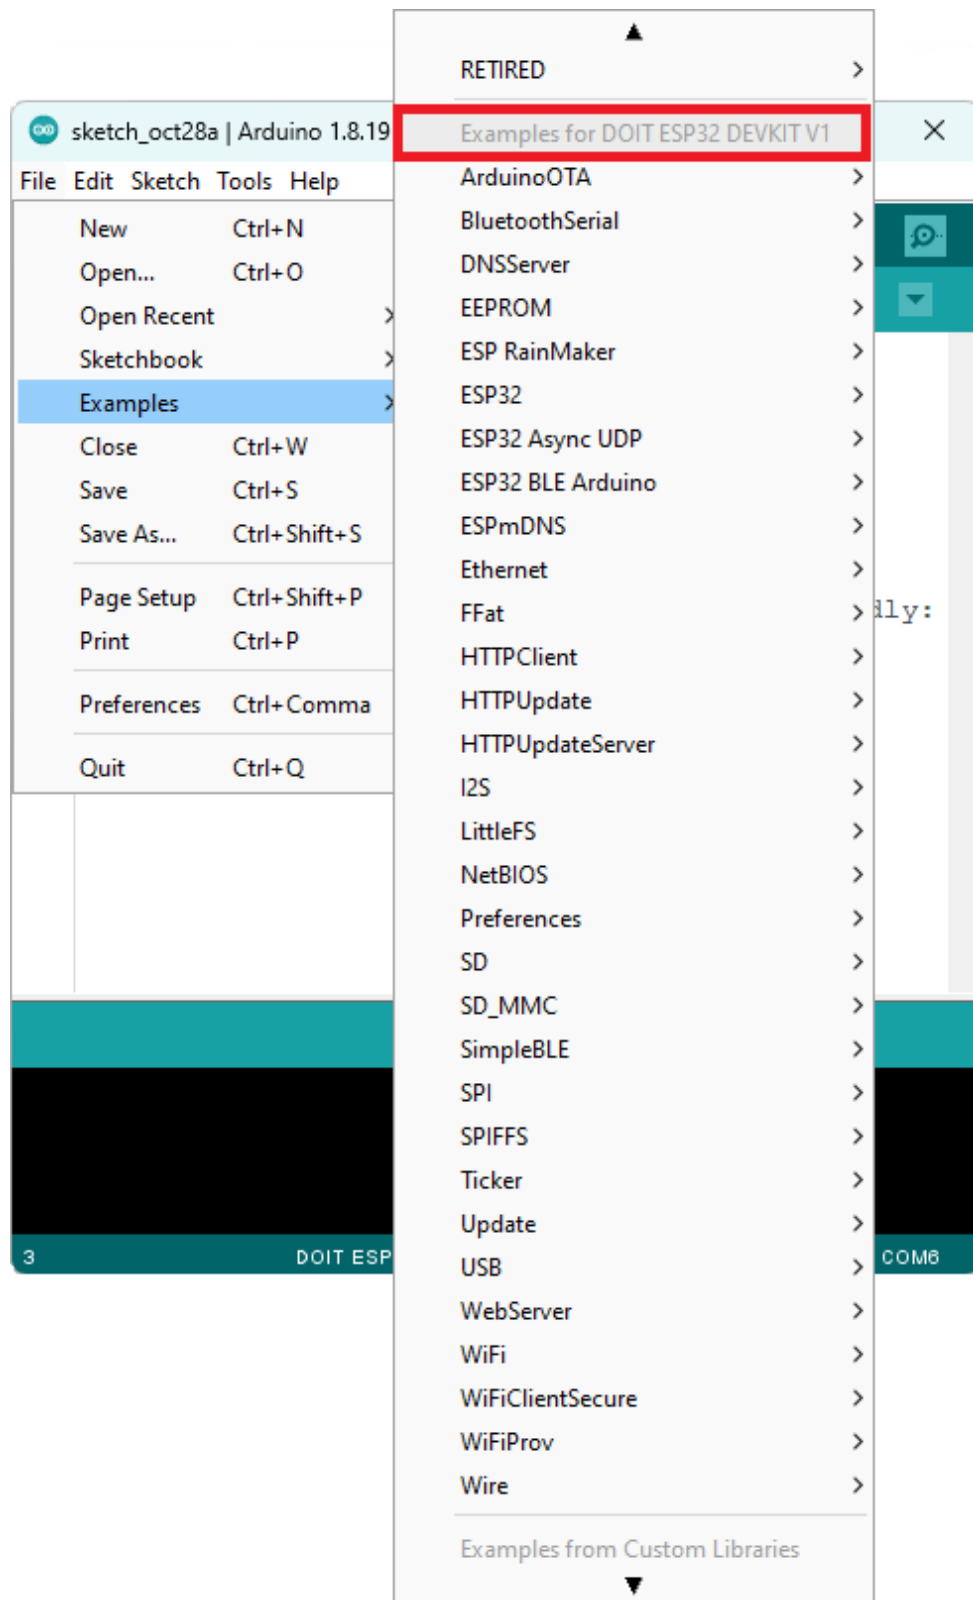 sketch_oct28a | Arduino 1.8.19
File Edit Sketch Tools Help
New Ctrl+N
Open... Ctrl+O
Open Recent
Sketchbook
Examples
Close Ctrl+W
Save Ctrl+S
Save As... Ctrl+Shift+S
Page Setup Ctrl+Shift+P
Print Ctrl+P
Preferences Ctrl+Comma
Quit Ctrl+Q
RETIRED
Examples for DOIT ESP32 DEVKIT V1
ArduinoOTA
BluetoothSerial
DNSServer
EEPROM
ESP RainMaker
ESP32
ESP32 Async UDP
ESP32 BLE Arduino
ESPmDNS
Ethernet
FFat
HTTPClient
HTTPUpdate
HTTPUpdateServer
I2S
LittleFS
NetBIOS
Preferences
SD
SD_MMC
SimpleBLE
SPI
SPIFFS
Ticker
Update
USB
WebServer
WiFi
WiFiClientSecure
WiFiProv
Wire
Examples from Custom Libraries
dly:
3 DOIT ESP COM6